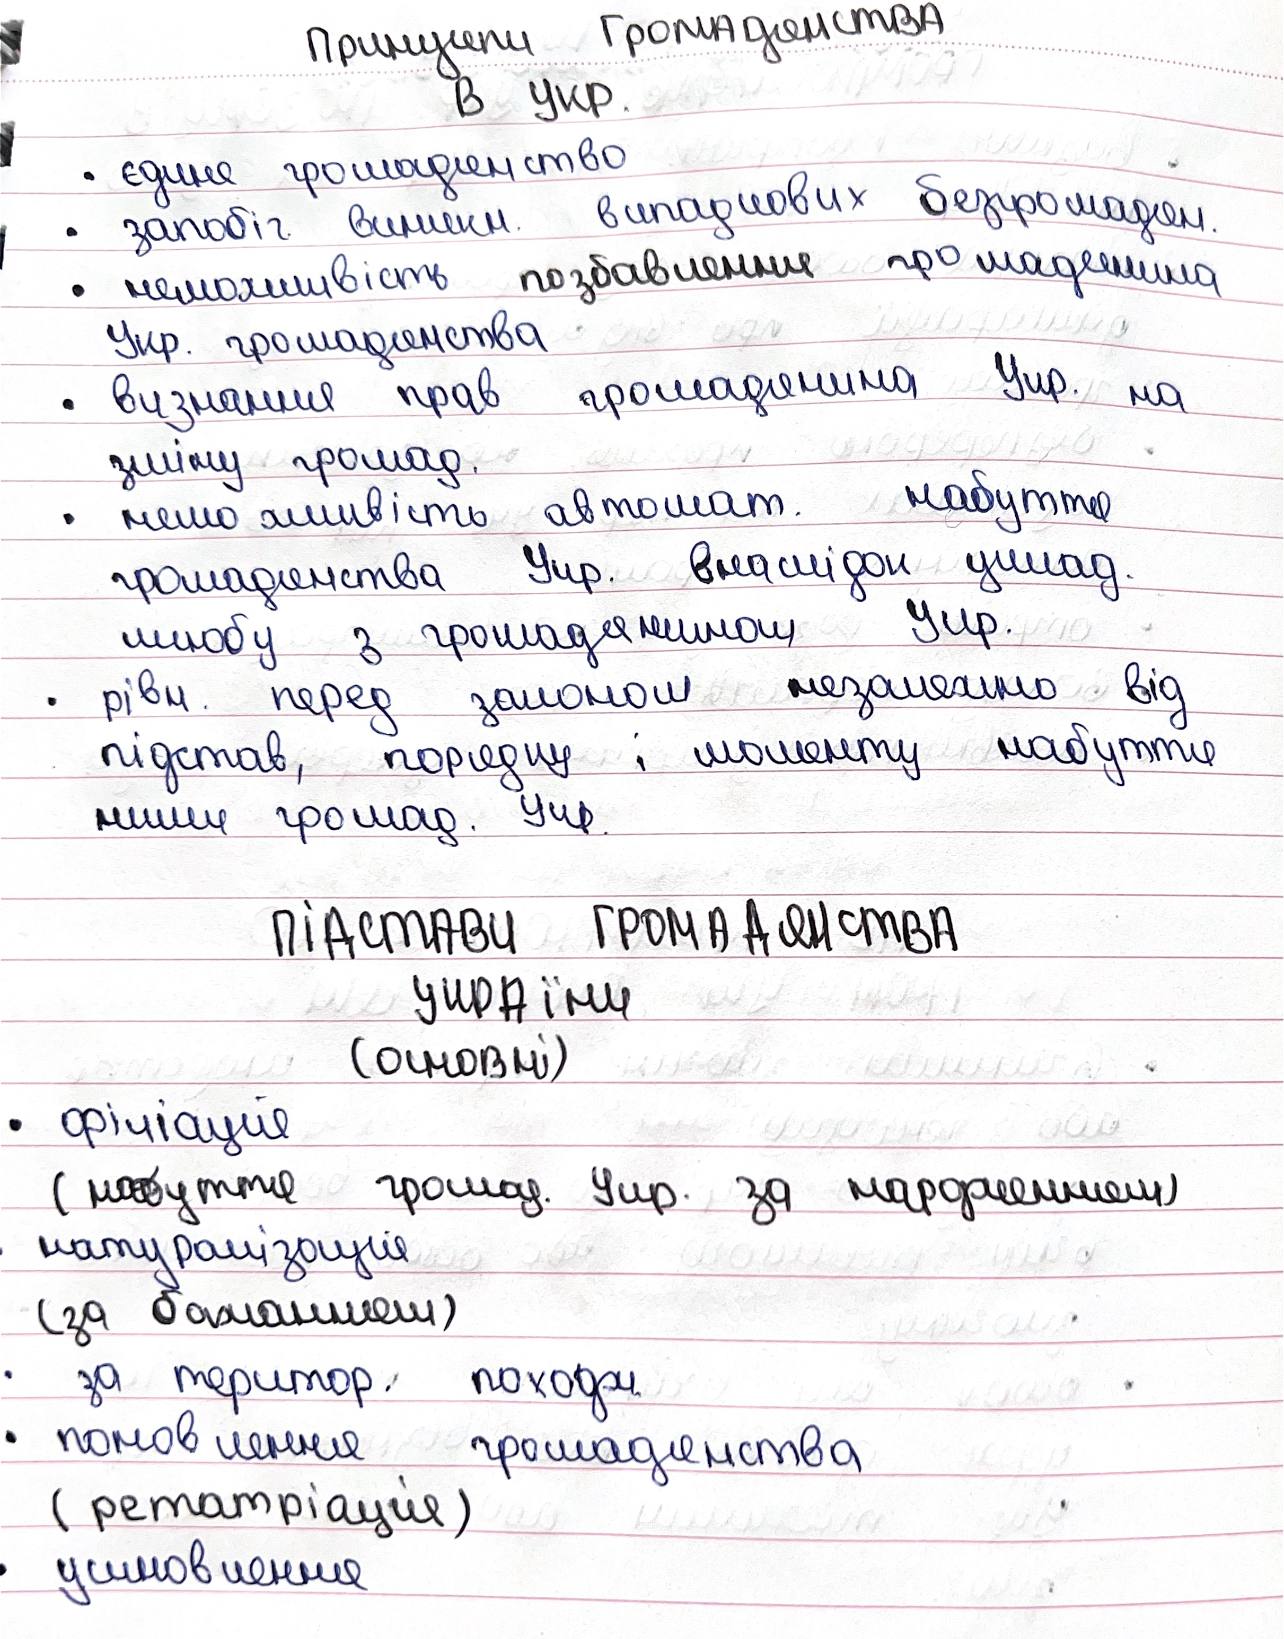 Принципи ГРОМАДЯНСТВА
В УКР.
• єдине громадянство
• запобіг. виникн. випадкових безгромадян.
• неможливість позбавлення громадянина
Укр. громадянства
• визнання прав громадянина Укр. на
зміну громад.
• неможливість автомат. набуття
громадянства Укр. внаслідок уклад.
шлюбу з громадянином Укр.
• рівн. перед законом незалежно від
підстав, порядку і моменту набуття
ними громад. Укр.
ПІДСТАВИ ГРОМАДЯНСТВА
УКРАЇНИ
(основні)
• філіація
(набуття громад. Укр. за народженням)
• натуралізація
(за бажанням)
• за територ. походж.
• поновлення громадянства
(репатріація)
• усиновлення